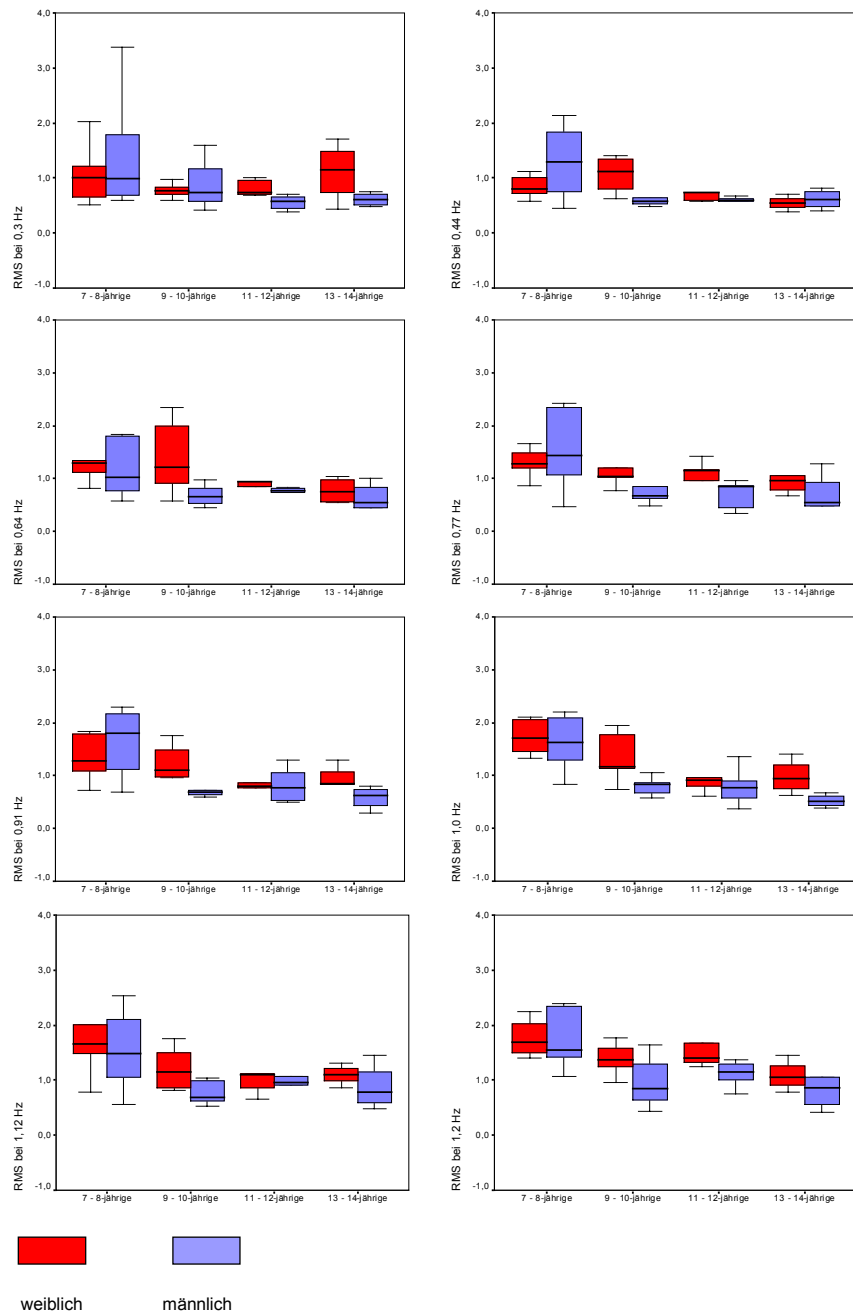 4,0
3,0
2,0
1,0
0,0
-1,0
RMS bei 0,3 Hz
7 - 8-jährige 9 - 10-jährige 11 - 12-jährige 13 - 14-jährige
4,0
3,0
2,0
1,0
0,0
-1,0
RMS bei 0,44 Hz
7 - 8-jährige 9 - 10-jährige 11 - 12-jährige 13 - 14-jährige
4,0
3,0
2,0
1,0
0,0
-1,0
RMS bei 0,64 Hz
7 - 8-jährige 9 - 10-jährige 11 - 12-jährige 13 - 14-jährige
4,0
3,0
2,0
1,0
0,0
-1,0
RMS bei 0,77 Hz
7 - 8-jährige 9 - 10-jährige 11 - 12-jährige 13 - 14-jährige
4,0
3,0
2,0
1,0
0,0
-1,0
RMS bei 0,91 Hz
7 - 8-jährige 9 - 10-jährige 11 - 12-jährige 13 - 14-jährige
4,0
3,0
2,0
1,0
0,0
-1,0
RMS bei 1,0 Hz
7 - 8-jährige 9 - 10-jährige 11 - 12-jährige 13 - 14-jährige
4,0
3,0
2,0
1,0
0,0
-1,0
RMS bei 1,12 Hz
7 - 8-jährige 9 - 10-jährige 11 - 12-jährige 13 - 14-jährige
4,0
3,0
2,0
1,0
0,0
-1,0
RMS bei 1,2 Hz
7 - 8-jährige 9 - 10-jährige 11 - 12-jährige 13 - 14-jährige
weiblich männlich